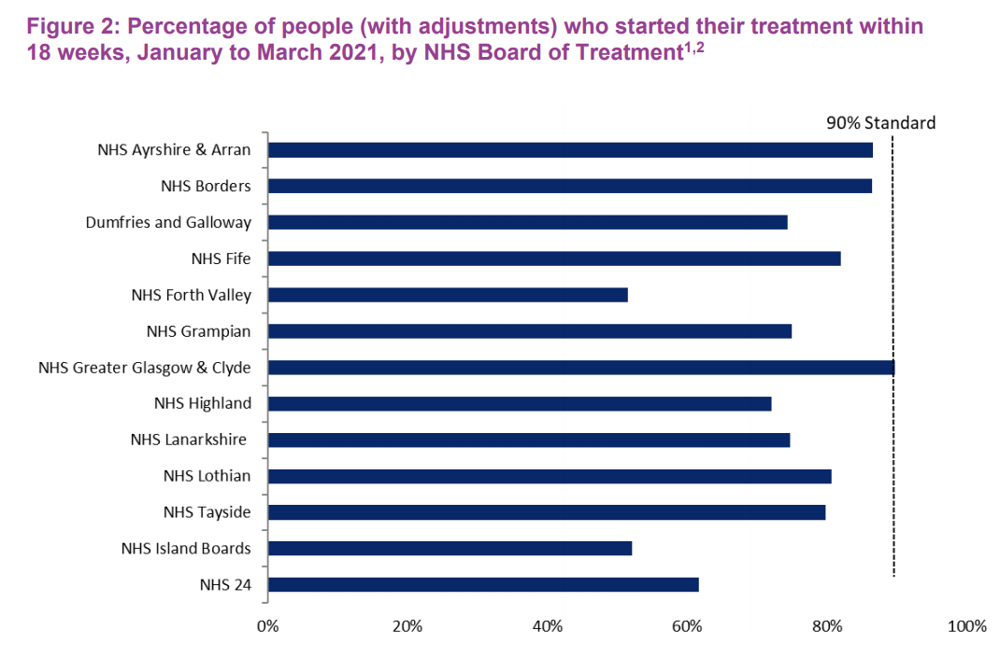 Figure 2: Percentage of people (with adjustments) who started their treatment within
18 weeks, January to March 2021, by NHS Board of Treatment1,2
90% Standard
NHS Ayrshire & Arran
NHS Borders
Dumfries and Galloway
NHS Fife
NHS Forth Valley
NHS Grampian
NHS Greater Glasgow & Clyde
NHS Highland
NHS Lanarkshire
NHS Lothian
NHS Tayside
NHS Island Boards
NHS 24
0% 20% 40% 60% 80% 100%